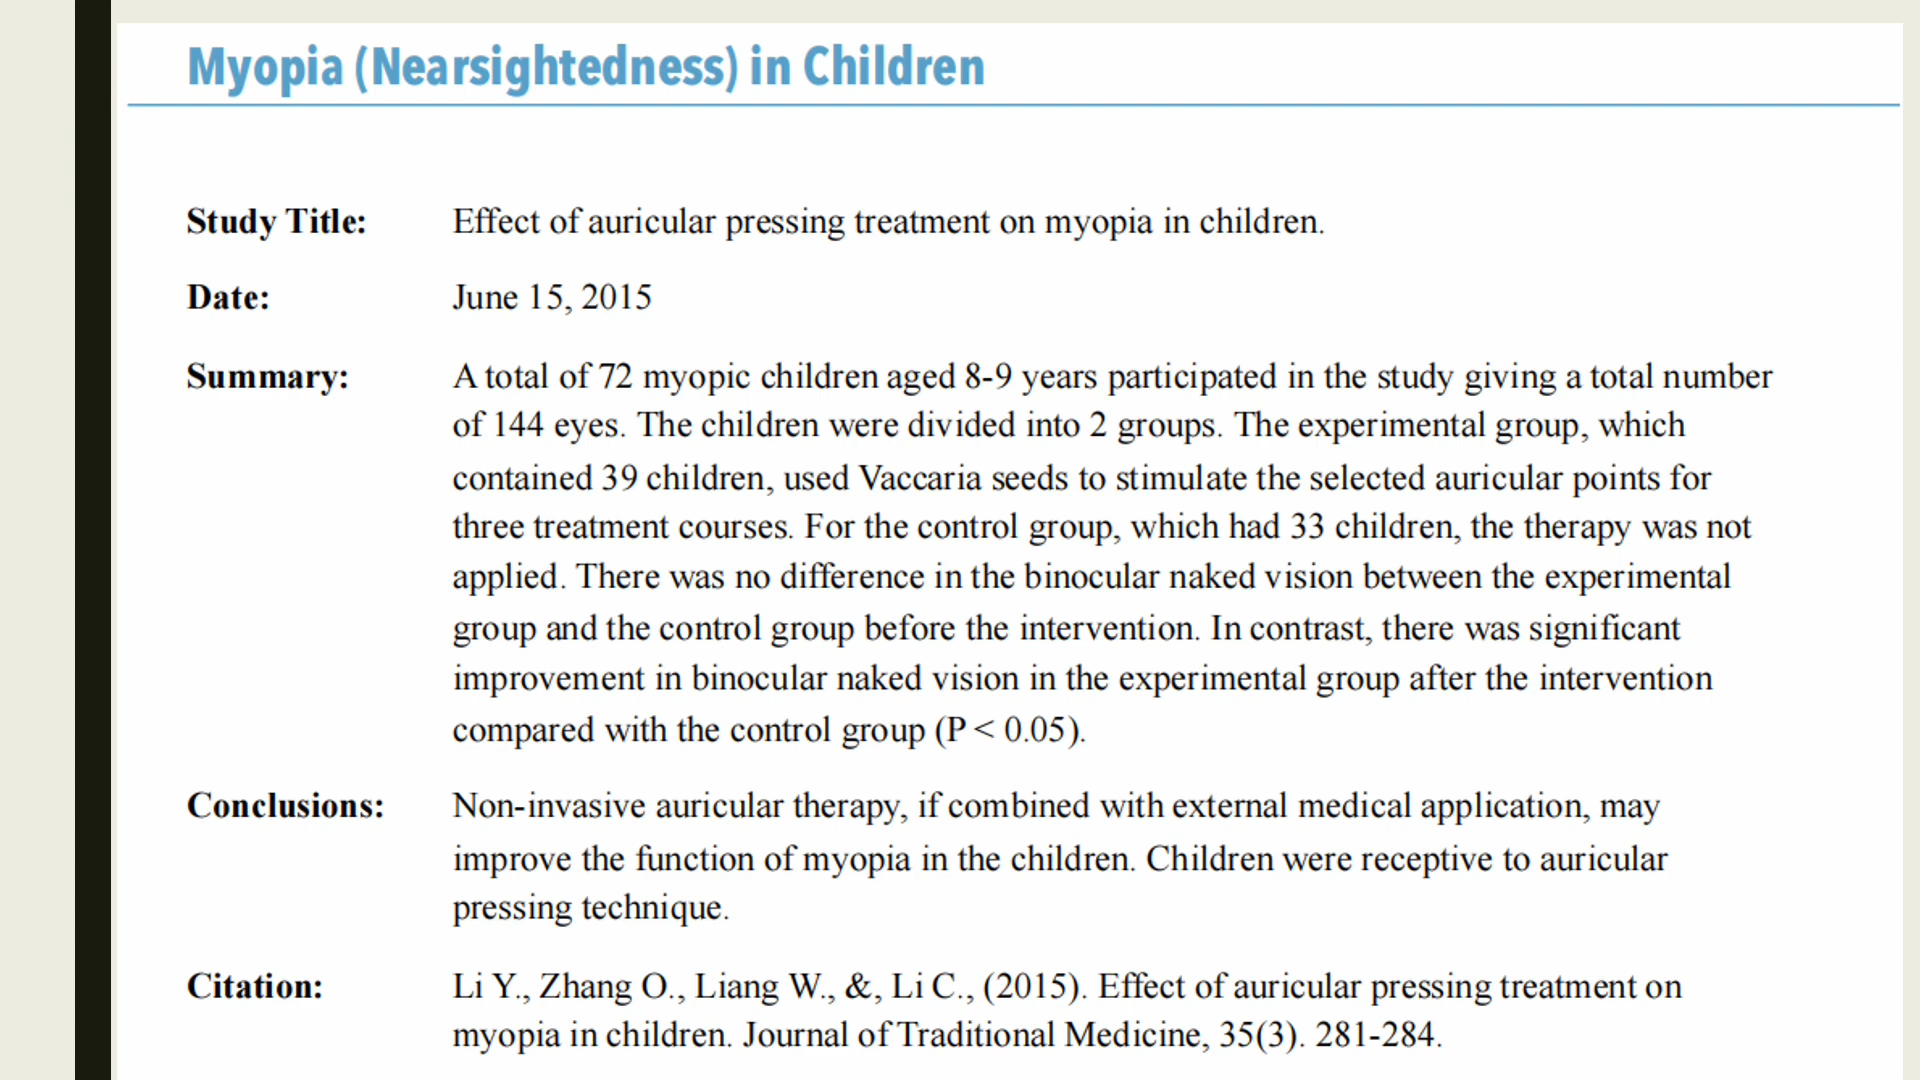 Myopia (Nearsightedness) in Children
Study Title: Effect of auricular pressing treatment on myopia in children.
Date: June 15, 2015
Summary: A total of 72 myopic children aged 8-9 years participated in the study giving a total number
of 144 eyes. The children were divided into 2 groups. The experimental group, which
contained 39 children, used Vaccaria seeds to stimulate the selected auricular points for
three treatment courses. For the control group, which had 33 children, the therapy was not
applied. There was no difference in the binocular naked vision between the experimental
group and the control group before the intervention. In contrast, there was significant
improvement in binocular naked vision in the experimental group after the intervention
compared with the control group (P < 0.05).
Conclusions: Non-invasive auricular therapy, if combined with external medical application, may
improve the function of myopia in the children. Children were receptive to auricular
pressing technique.
Citation: Li Y., Zhang O., Liang W., &, Li C., (2015). Effect of auricular pressing treatment on
myopia in children. Journal of Traditional Medicine, 35(3). 281-284.